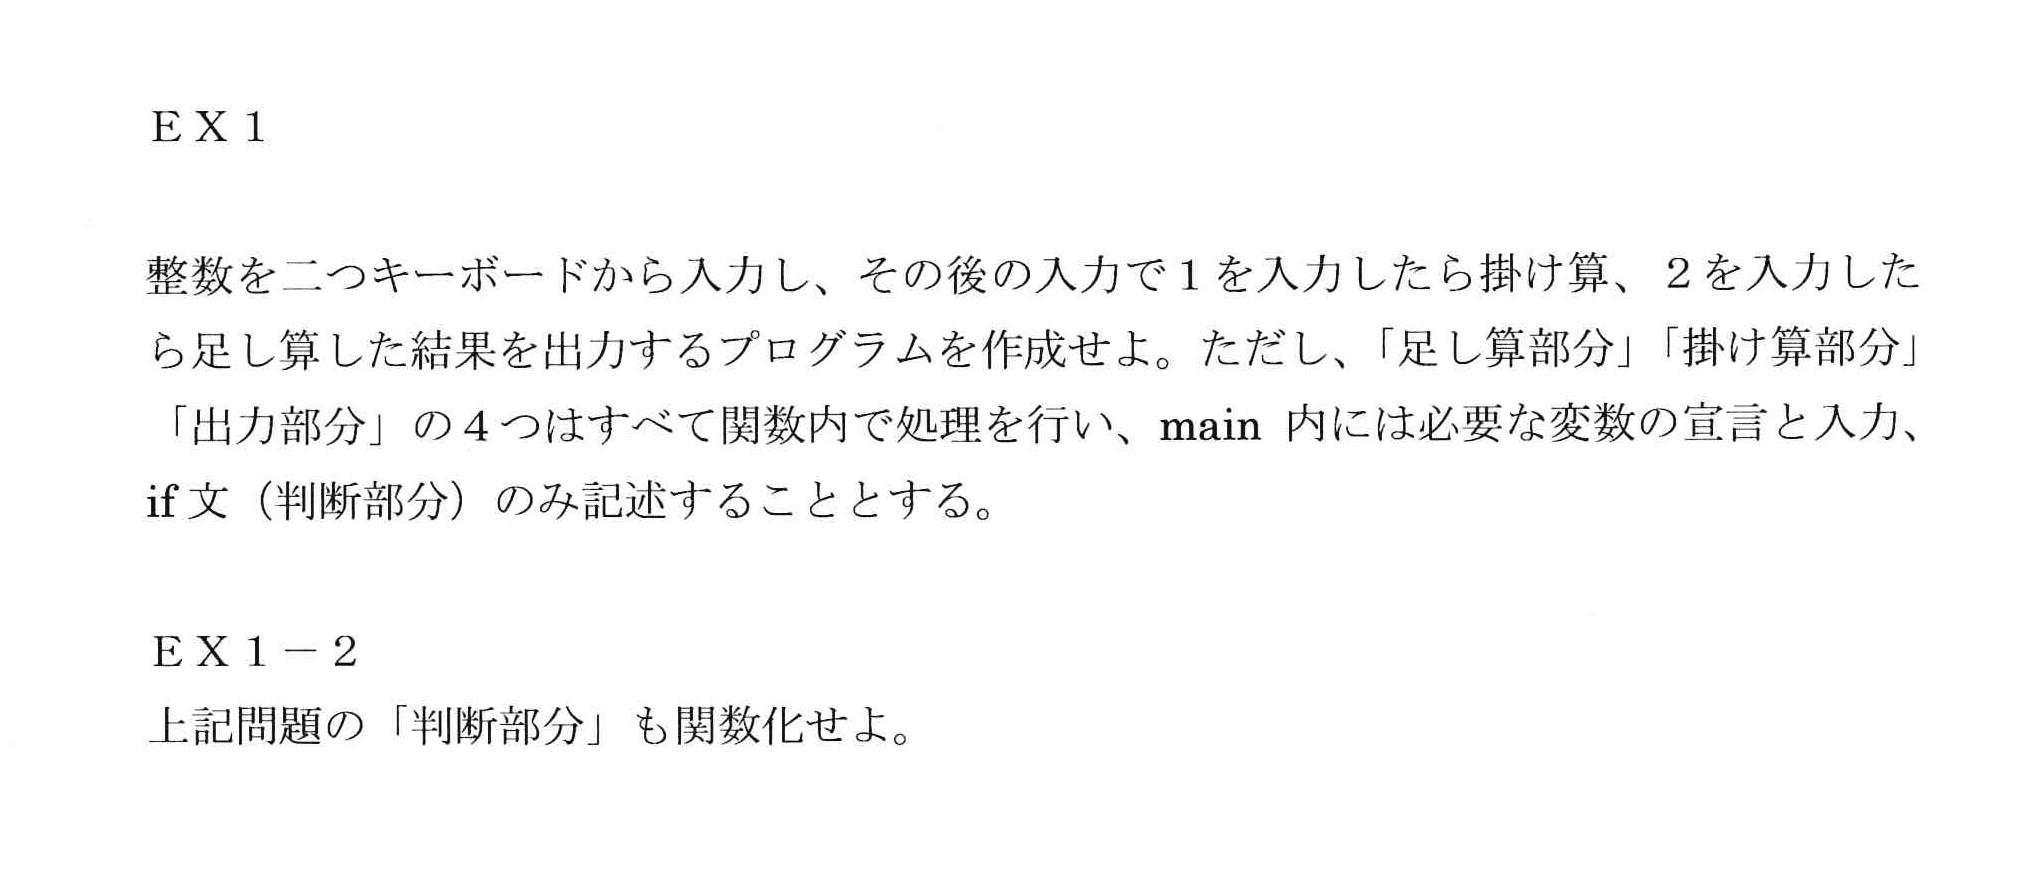 ＥＸ１
整数を二つキーボードから入力し、その後の入力で１を入力したら掛け算、２を入力した
ら足し算した結果を出力するプログラムを作成せよ。ただし、「足し算部分」「掛け算部分」
「出力部分」の４つはすべて関数内で処理を行い、main 内には必要な変数の宣言と入力、
if 文（判断部分）のみ記述することとする。
ＥＸ１－２
上記問題の「判断部分」も関数化せよ。